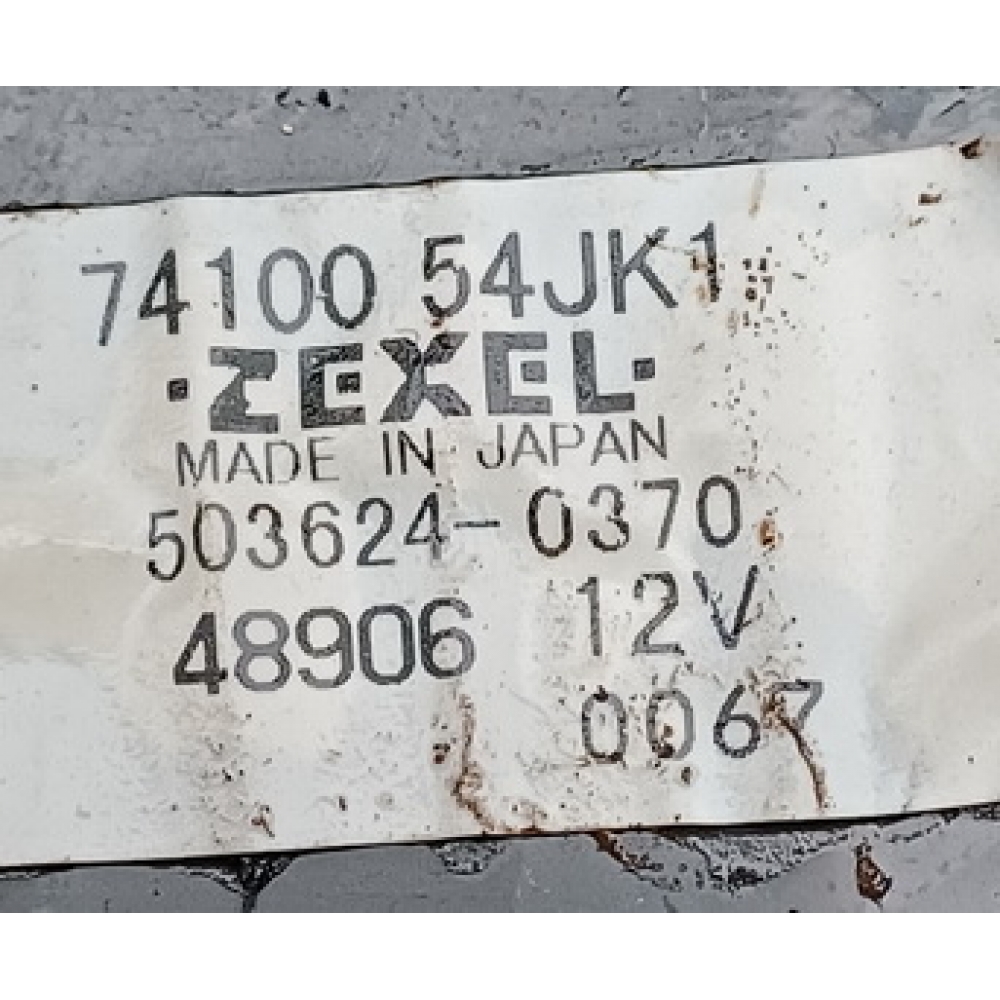 74100 54JK1
·ZEXEL·
MADE IN JAPAN
503624-0370
48906 12V
0067